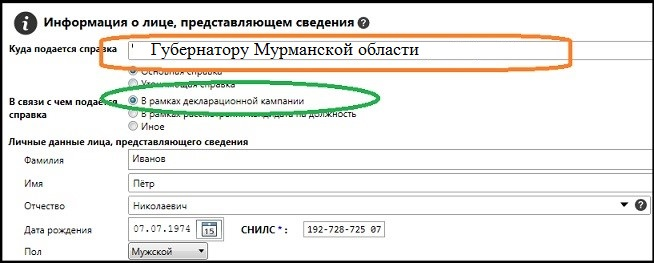 Информация о лице, представляющем сведения
Куда подается справка Губернатору Мурманской области
Основная справка
Уточняющая справка
В связи с чем подается справка
В рамках декларационной кампании
В рамках рассмотрения кандидата на должность
Иное
Личные данные лица, представляющего сведения
Фамилия Иванов
Имя Пётр
Отчество Николаевич
Дата рождения 07.07.1974 15 СНИЛС * : 192-728-725 07
Пол Мужской